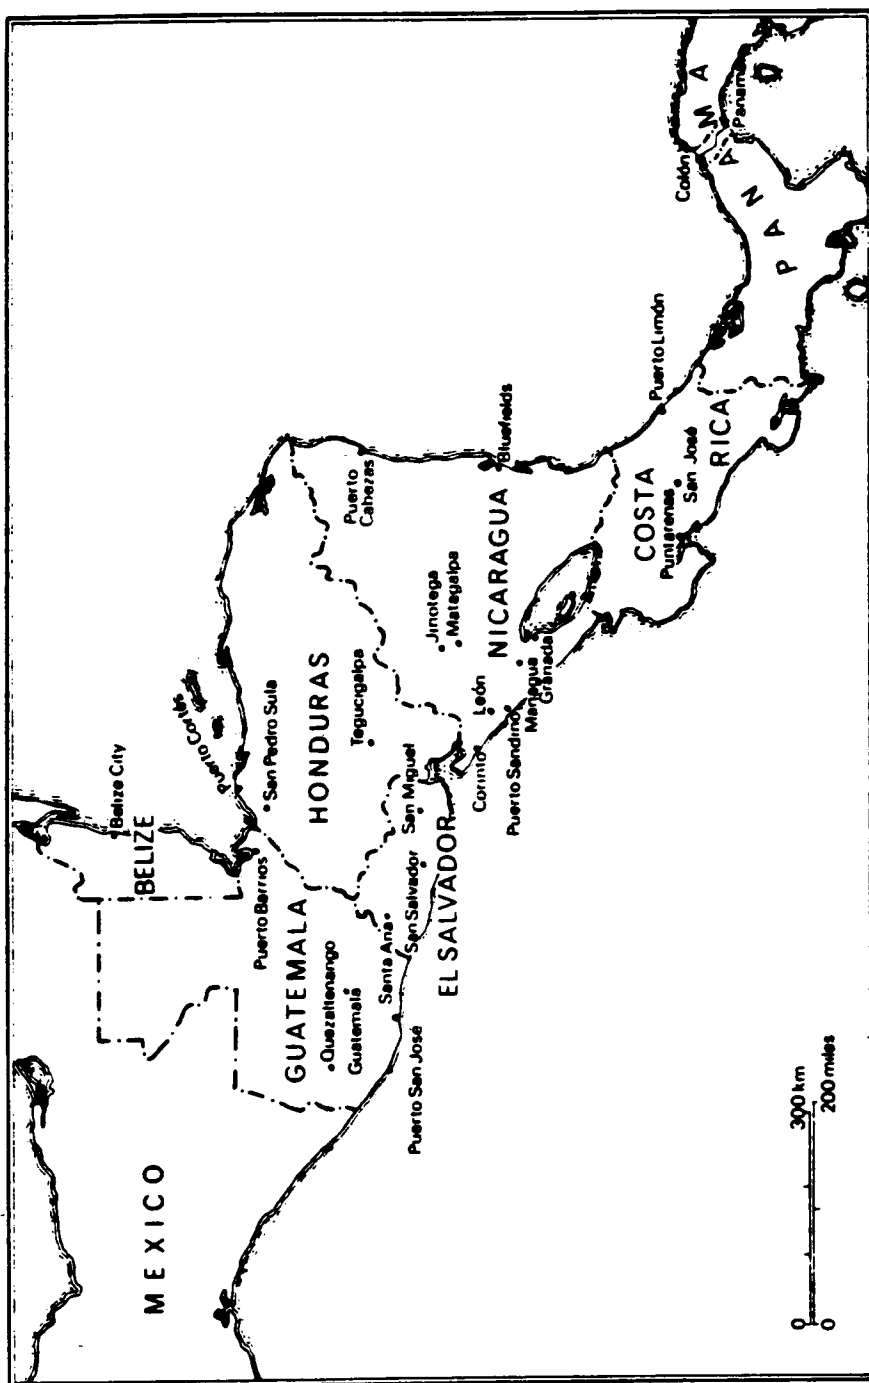 MEXICO
BELIZE
Belize City
Puerto Cortés
Puerto Barrios
San Pedro Sula
GUATEMALA
Quezaltenango
Guatemala
HONDURAS
Tegucigalpa
Puerto
Cabezas
Santa Ana
San Salvador
San Miguel
EL SALVADOR
Puerto San José
Jinotega
Matagalpa
NICARAGUA
Bluefields
León
Corinto
Puerto Sandino
Managua
Granada
COSTA
RICA
Puntarenas
San José
Puerto Limón
PANAMA
Colón
Panama
0 300 km
0 200 miles